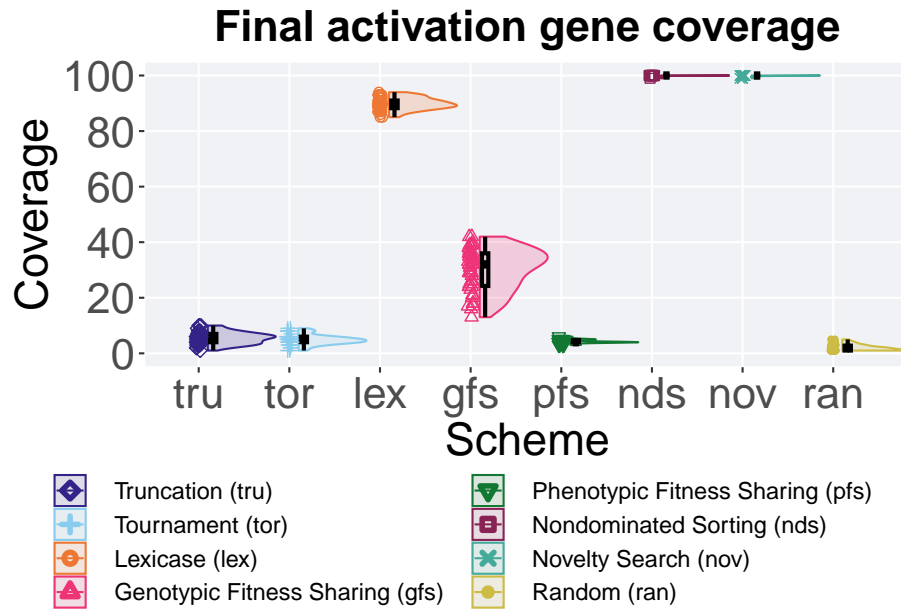 Final activation gene coverage
Coverage
100
80
60
40
20
0
tru tor lex gfs pfs nds nov ran
Scheme
Truncation (tru)
Tournament (tor)
Lexicase (lex)
Genotypic Fitness Sharing (gfs)
Phenotypic Fitness Sharing (pfs)
Nondominated Sorting (nds)
Novelty Search (nov)
Random (ran)